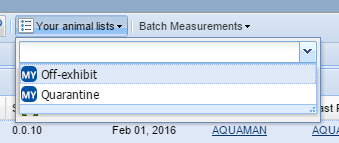 Your animal lists Batch Measurements
MY Off-exhibit
MY Quarantine
0.0.10 Feb 01, 2016 AQUAMAN